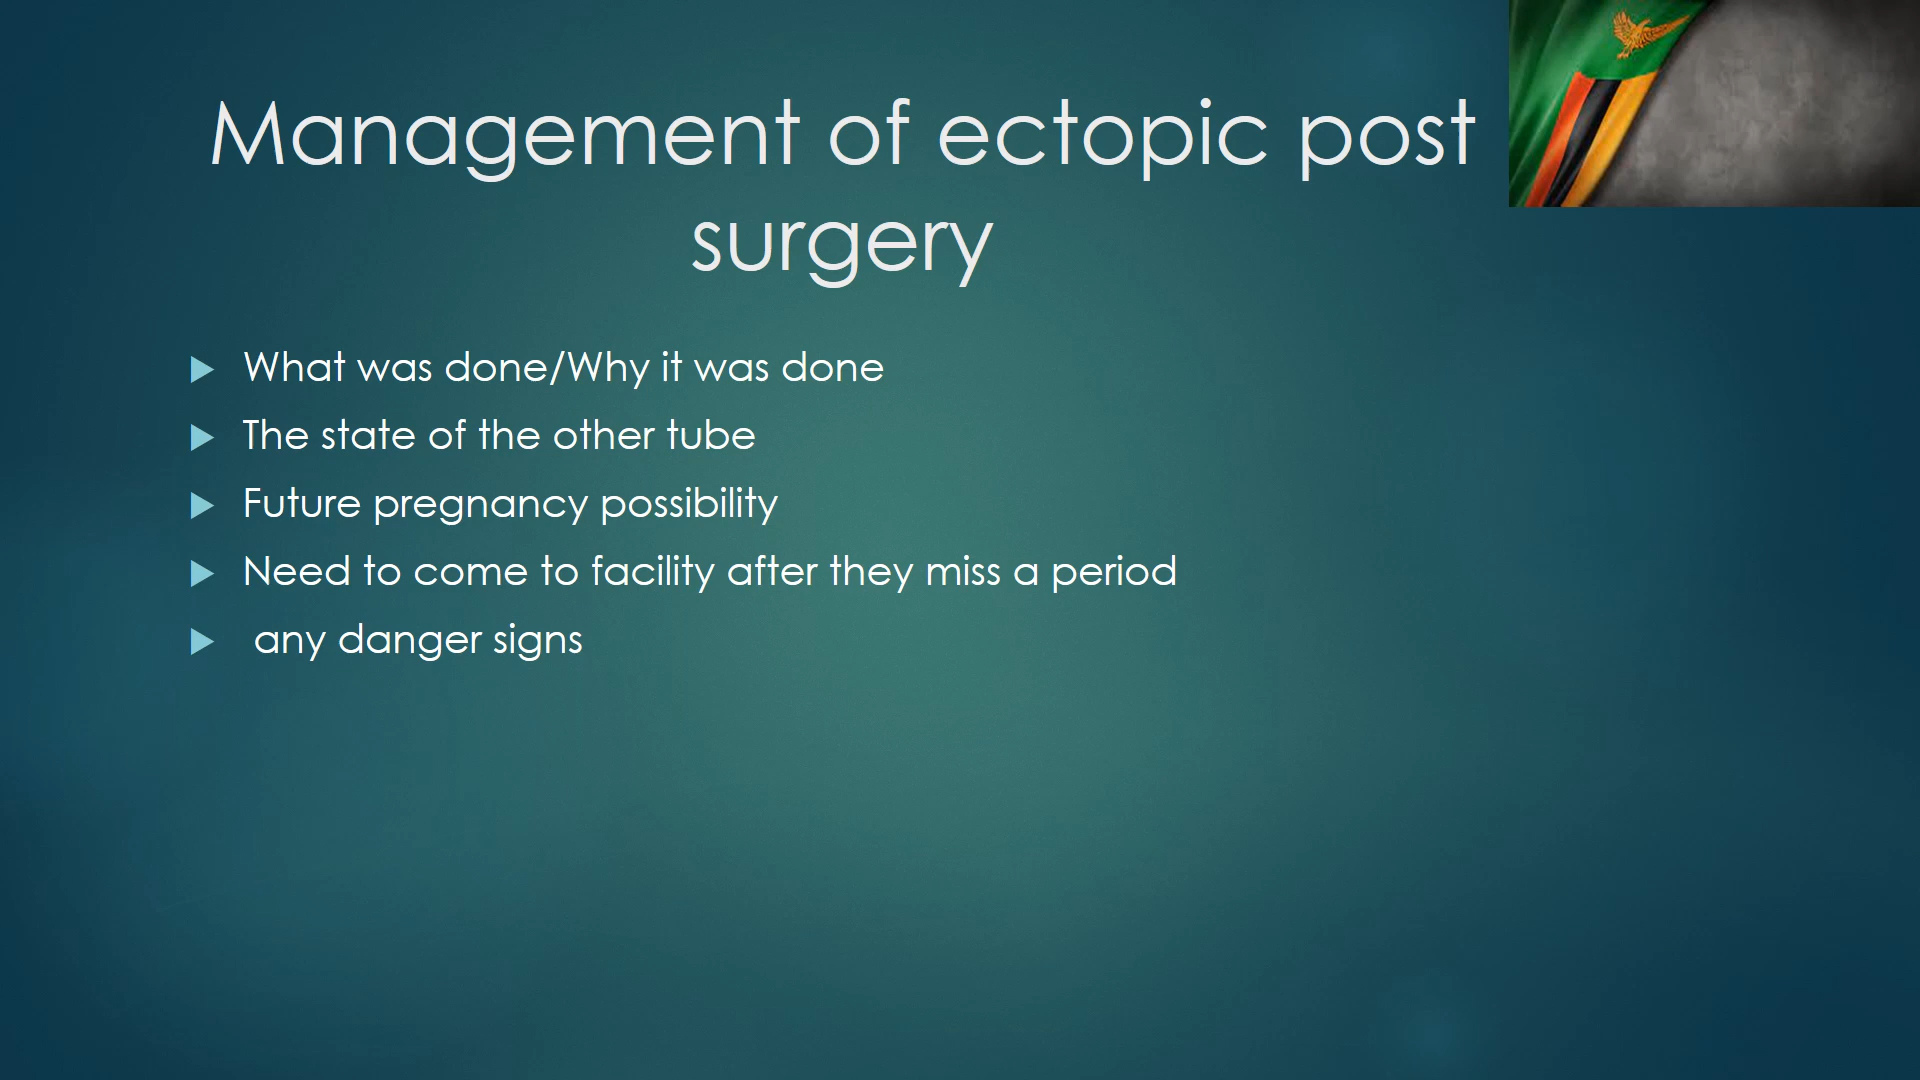 Management of ectopic post
surgery
What was done/Why it was done
The state of the other tube
Future pregnancy possibility
Need to come to facility after they miss a period
any danger signs